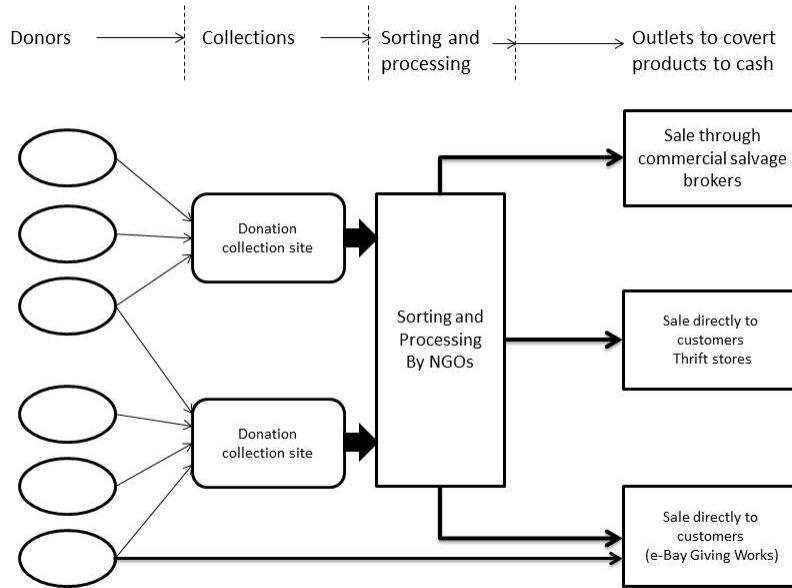 Donors
Collections
Sorting and
processing
Outlets to covert
products to cash
Sale through
commercial salvage
brokers
Donation
collection site
Sorting and
Processing
By NGOs
Sale directly to
customers
Thrift stores
Donation
collection site
Sale directly to
customers
(e-Bay Giving Works)